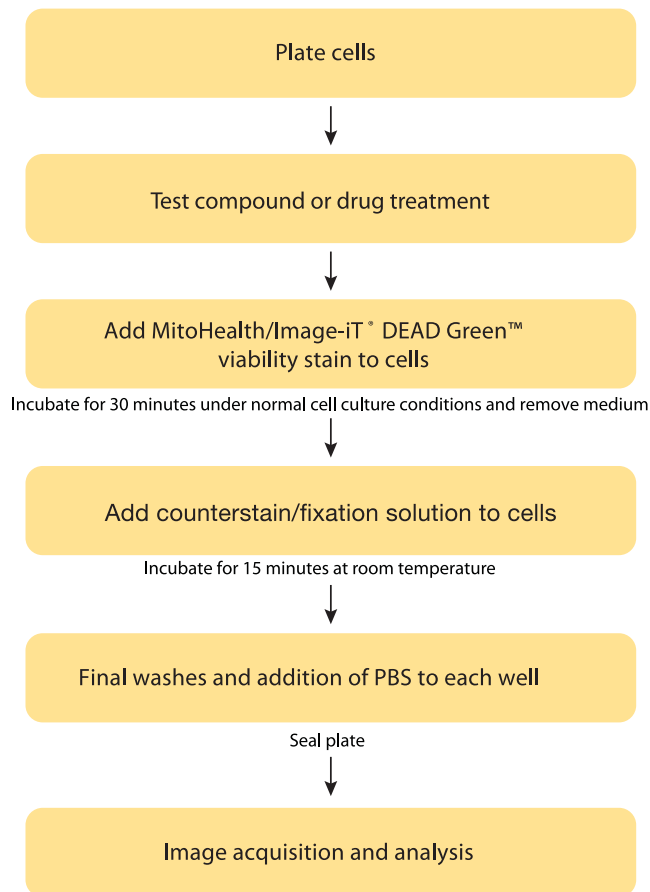 Plate cells
Test compound or drug treatment
Add MitoHealth/Image-iT® DEAD Green™
viability stain to cells
Incubate for 30 minutes under normal cell culture conditions and remove medium
Add counterstain/fixation solution to cells
Incubate for 15 minutes at room temperature
Final washes and addition of PBS to each well
Seal plate
Image acquisition and analysis